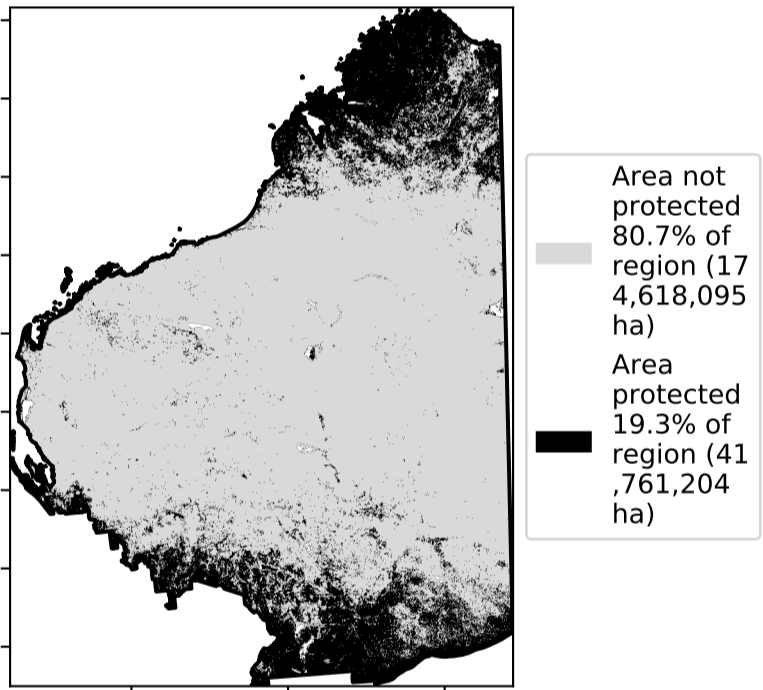 Area not
protected
80.7% of
region (17
4,618,095
ha)
Area
protected
19.3% of
region (41
,761,204
ha)